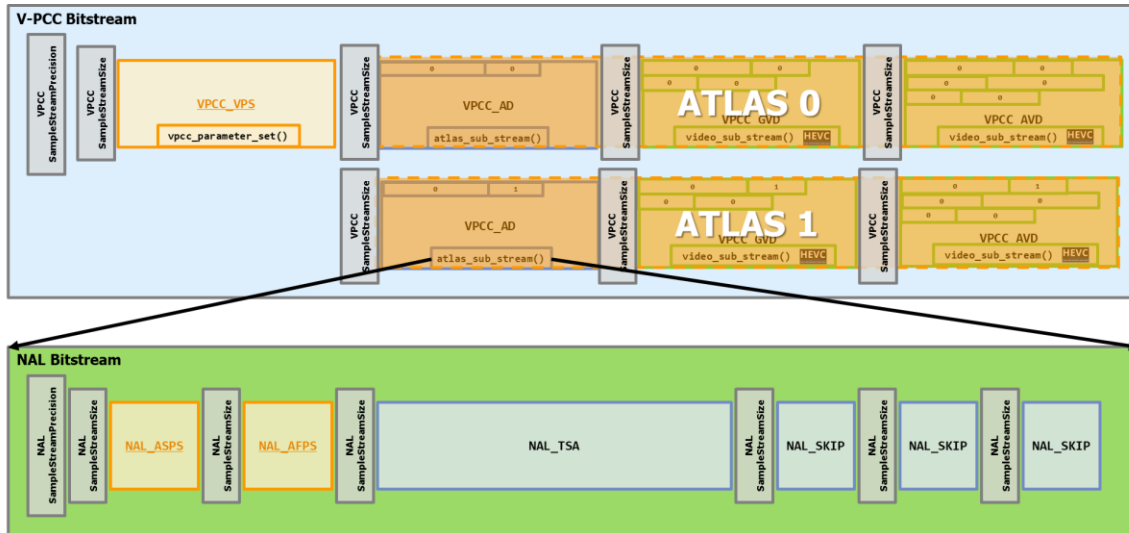 V-PCC Bitstream
VPCC
SampleStreamPrecision
VPCC
SampleStreamSize
VPCC_VPS
vpcc_parameter_set()
VPCC
SampleStreamSize
0 0
VPCC_AD
atlas_sub_stream()
VPCC
SampleStreamSize
0 0
0 0
ATLAS 0
VPCC GVD
video_sub_stream() HEVC
VPCC
SampleStreamSize
0 0
0 0
0 0
VPCC AVD
video_sub_stream() HEVC
VPCC
SampleStreamSize
0 1
VPCC_AD
atlas_sub_stream()
VPCC
SampleStreamSize
0 1
0 0
ATLAS 1
VPCC GVD
video_sub_stream() HEVC
VPCC
SampleStreamSize
0 1
0 0
0 0
VPCC AVD
video_sub_stream() HEVC
NAL Bitstream
NAL
SampleStreamPrecision
NAL
SampleStreamSize
NAL_ASPS
NAL
SampleStreamSize
NAL_AFPS
NAL
SampleStreamSize
NAL_TSA
NAL
SampleStreamSize
NAL_SKIP
NAL
SampleStreamSize
NAL_SKIP
NAL
SampleStreamSize
NAL_SKIP